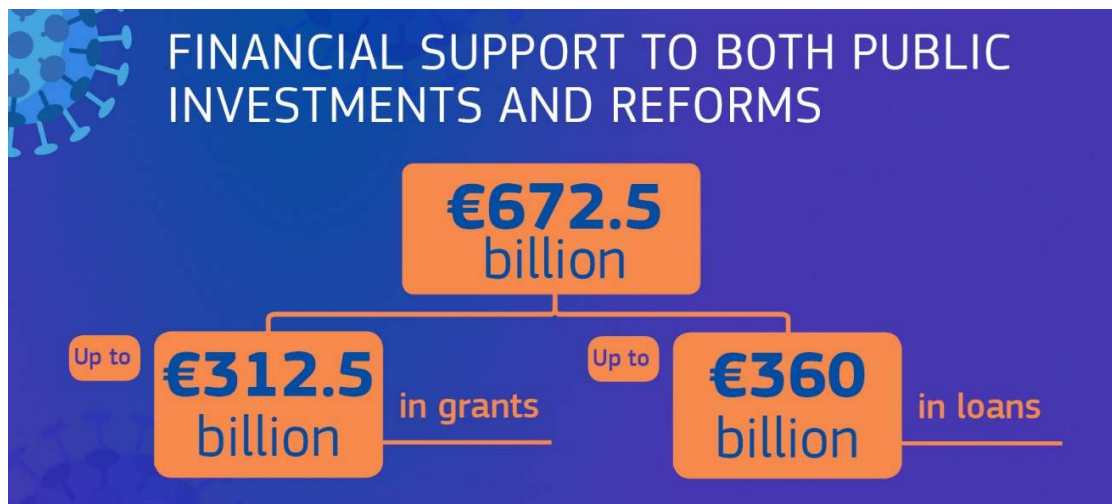 FINANCIAL SUPPORT TO BOTH PUBLIC
INVESTMENTS AND REFORMS
€672.5
billion
Up to
€312.5
billion
in grants
Up to
€360
billion
in loans